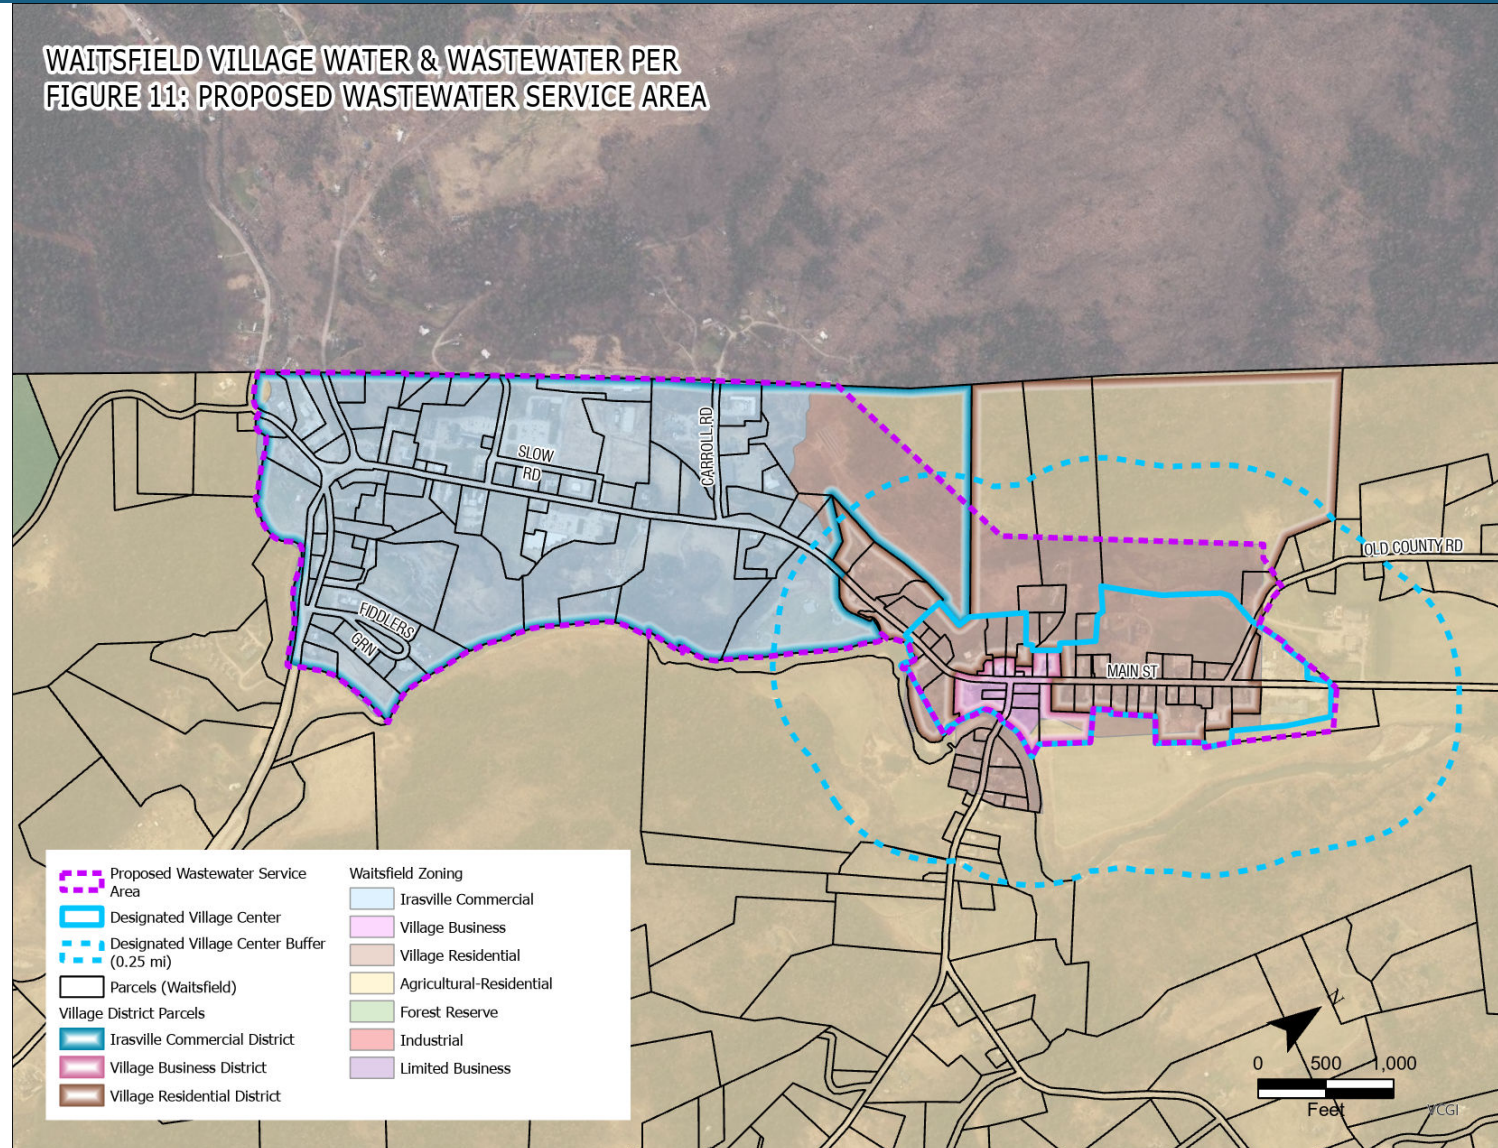 WAITSFIELD VILLAGE WATER & WASTEWATER PER
FIGURE 11: PROPOSED WASTEWATER SERVICE AREA
CARROLL RD
SLOW
RD
OLD COUNTY RD
FIDDLERS
GRN
MAIN ST
Proposed Wastewater Service
Area
Designated Village Center
Designated Village Center Buffer
(0.25 mi)
Parcels (Waitsfield)
Village District Parcels
Irasville Commercial District
Village Business District
Village Residential District
Waitsfield Zoning
Irasville Commercial
Village Business
Village Residential
Agricultural-Residential
Forest Reserve
Industrial
Limited Business
N
0 500 1,000
Feet
VCGI